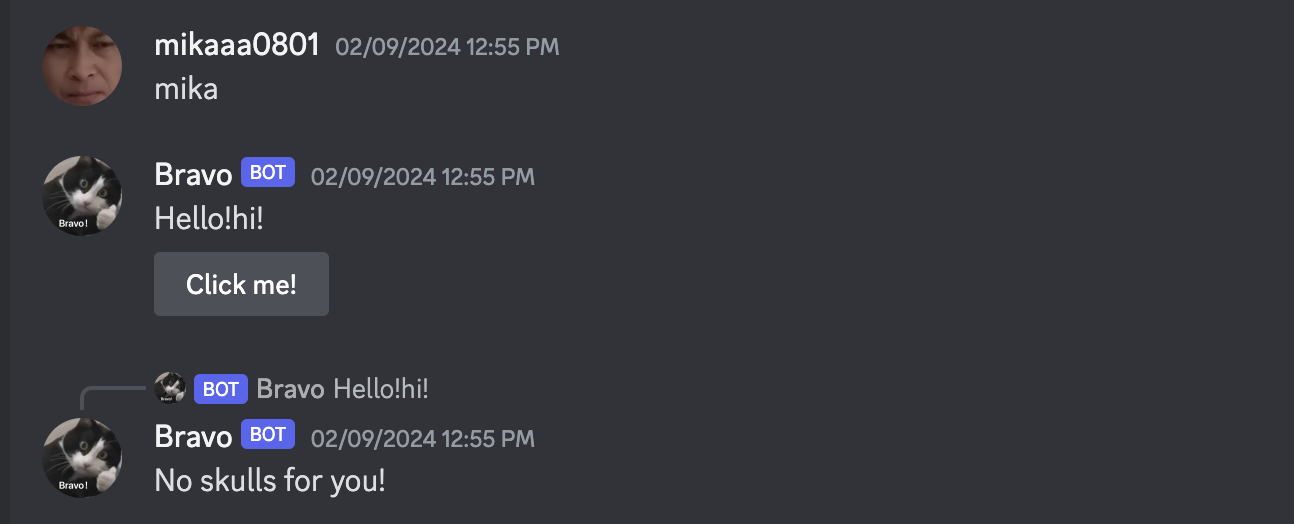 mikaaa0801 02/09/2024 12:55 PM
mika
Bravo BOT 02/09/2024 12:55 PM
Bravo!
Hello!hi!
Click me!
BOT Bravo Hello!hi!
Bravo BOT 02/09/2024 12:55 PM
Bravo!
No skulls for you!